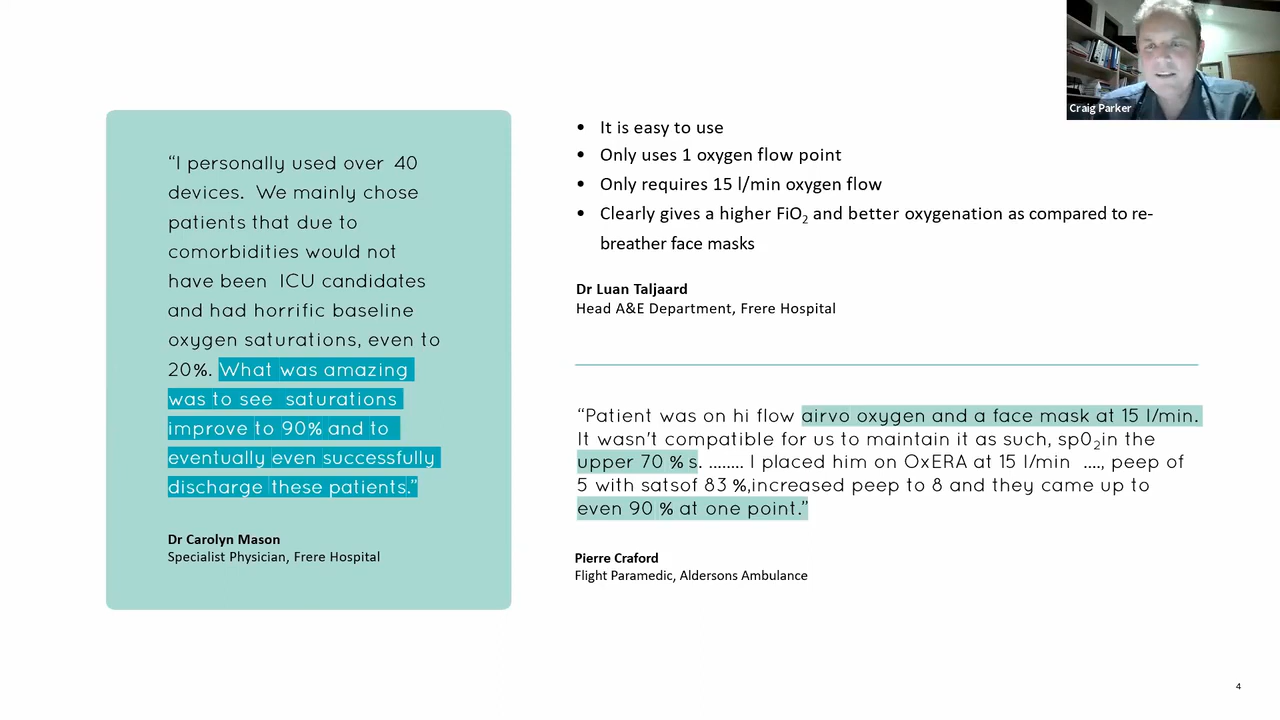 Craig Parker
“I personally used over 40
devices. We mainly chose
patients that due to
comorbidities would not
have been ICU candidates
and had horrific baseline
oxygen saturations, even to
20%. What was amazing
was to see saturations
improve to 90% and to
eventually even successfully
discharge these patients.”
Dr Carolyn Mason
Specialist Physician, Frere Hospital
• It is easy to use
• Only uses 1 oxygen flow point
• Only requires 15 l/min oxygen flow
• Clearly gives a higher FiO2 and better oxygenation as compared to re-
breather face masks
Dr Luan Taljaard
Head A&E Department, Frere Hospital
“Patient was on hi flow airvo oxygen and a face mask at 15 l/min.
It wasn't compatible for us to maintain it as such, sp02in the
upper 70 % s. ........ I placed him on OxERA at 15 l/min ...., peep of
5 with satsof 83 %,increased peep to 8 and they came up to
even 90 % at one point.”
Pierre Craford
Flight Paramedic, Aldersons Ambulance
4